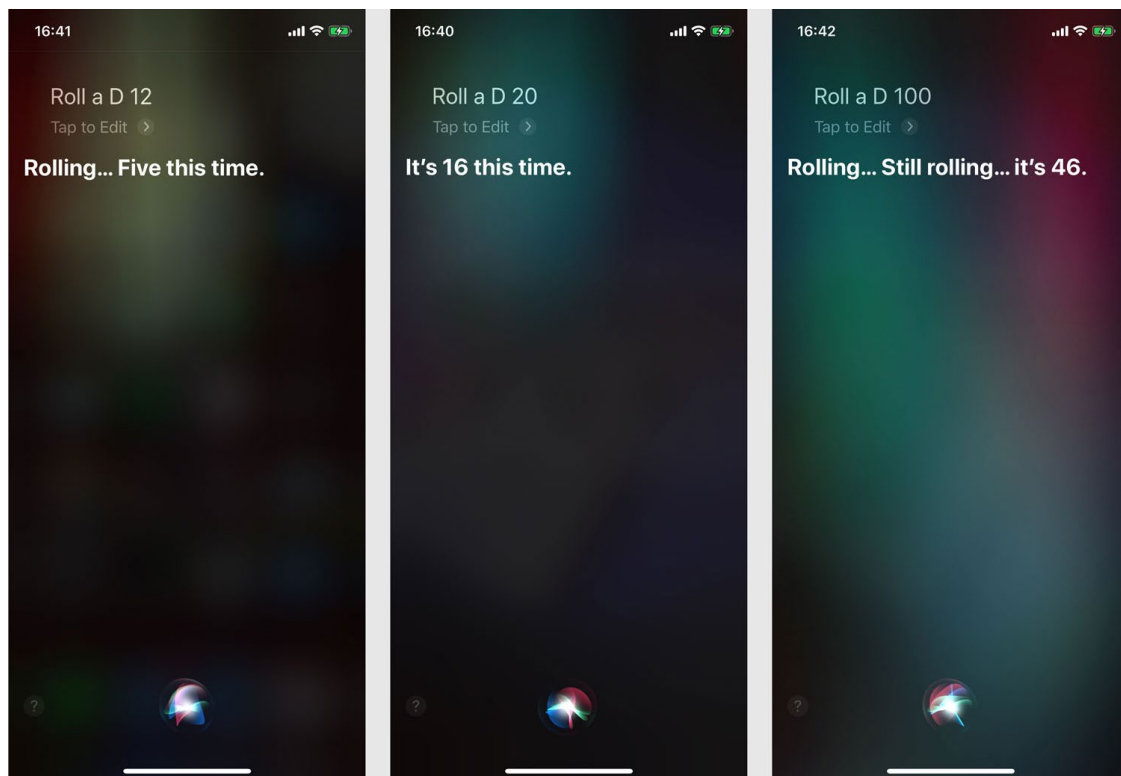 16:41
Roll a D 12
Tap to Edit
Rolling... Five this time.
?
16:40
Roll a D 20
Tap to Edit
It's 16 this time.
?
16:42
Roll a D 100
Tap to Edit
Rolling... Still rolling... it's 46.
?